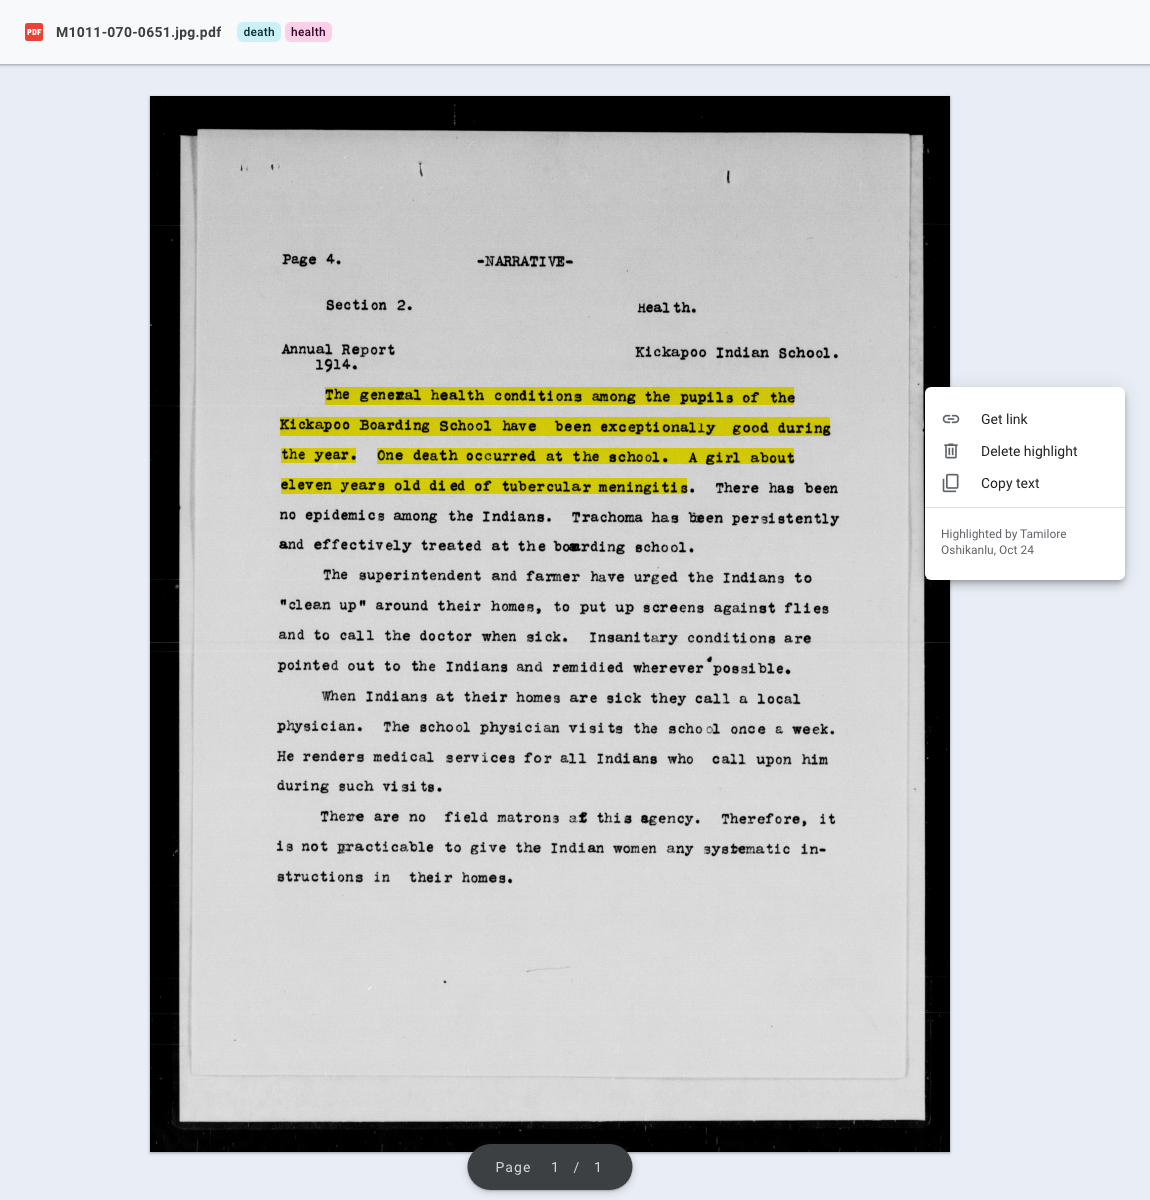 PDF M1011-070-0651.jpg.pdf death health
Page 4. -NARRATIVE-
Section 2. Health.
Annual Report Kickapoo Indian School.
1914.
The general health conditions among the pupils of the
Kickapoo Boarding School have been exceptionally good during
the year. One death occurred at the school. A girl about
eleven years old died of tubercular meningitis. There has been
no epidemics among the Indians. Trachoma has been persistently
and effectively treated at the boarding school.
The superintendent and farmer have urged the Indians to
"clean up" around their homes, to put up screens against flies
and to call the doctor when sick. Insanitary conditions are
pointed out to the Indians and remidied wherever possible.
When Indians at their homes are sick they call a local
physician. The school physician visits the school once a week.
He renders medical services for all Indians who call upon him
during such visits.
There are no field matrons at this agency. Therefore, it
is not practicable to give the Indian women any systematic in-
structions in their homes.
Get link
Delete highlight
Copy text
Highlighted by Tamilore
Oshikanlu, Oct 24
Page 1 / 1